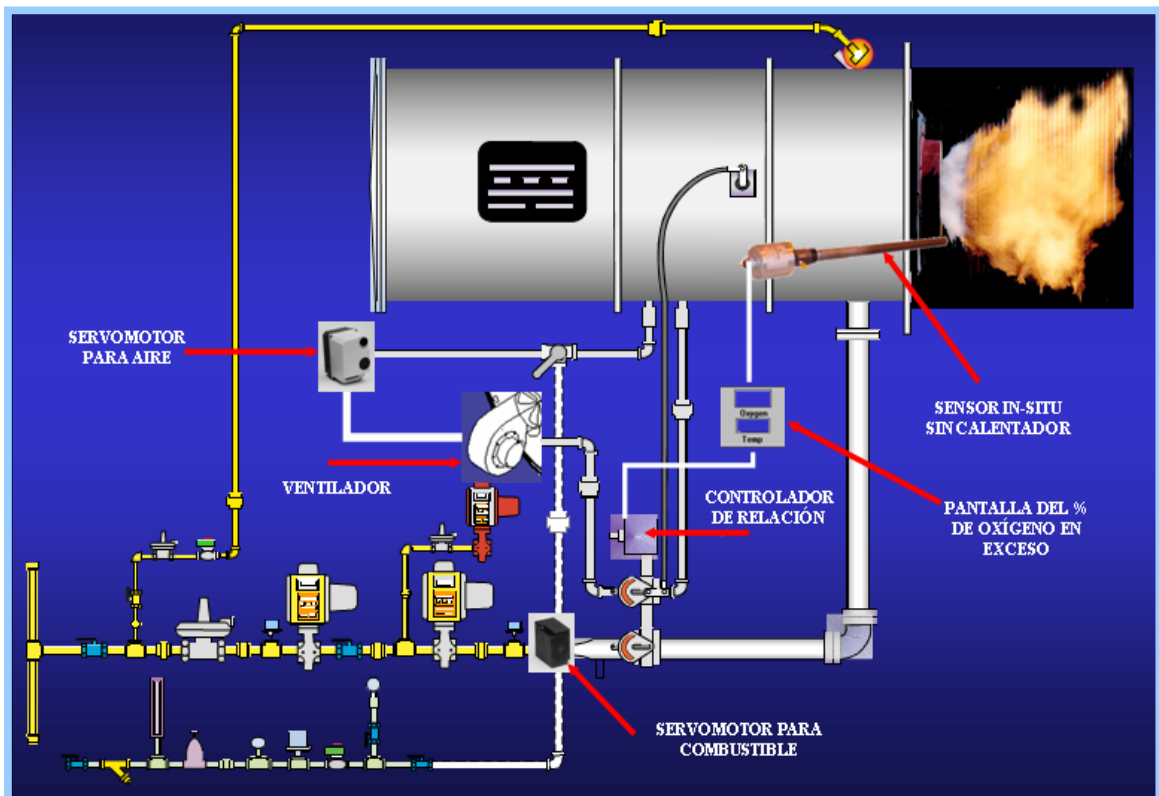 SERVOMOTOR
PARA AIRE
SENSOR IN-SITU
SIN CALENTADOR
Oxygen
Temp
VENTILADOR
CONTROLADOR
DE RELACIÓN
PANTALLA DEL %
DE OXÍGENO EN
EXCESO
SERVOMOTOR PARA
COMBUSTIBLE